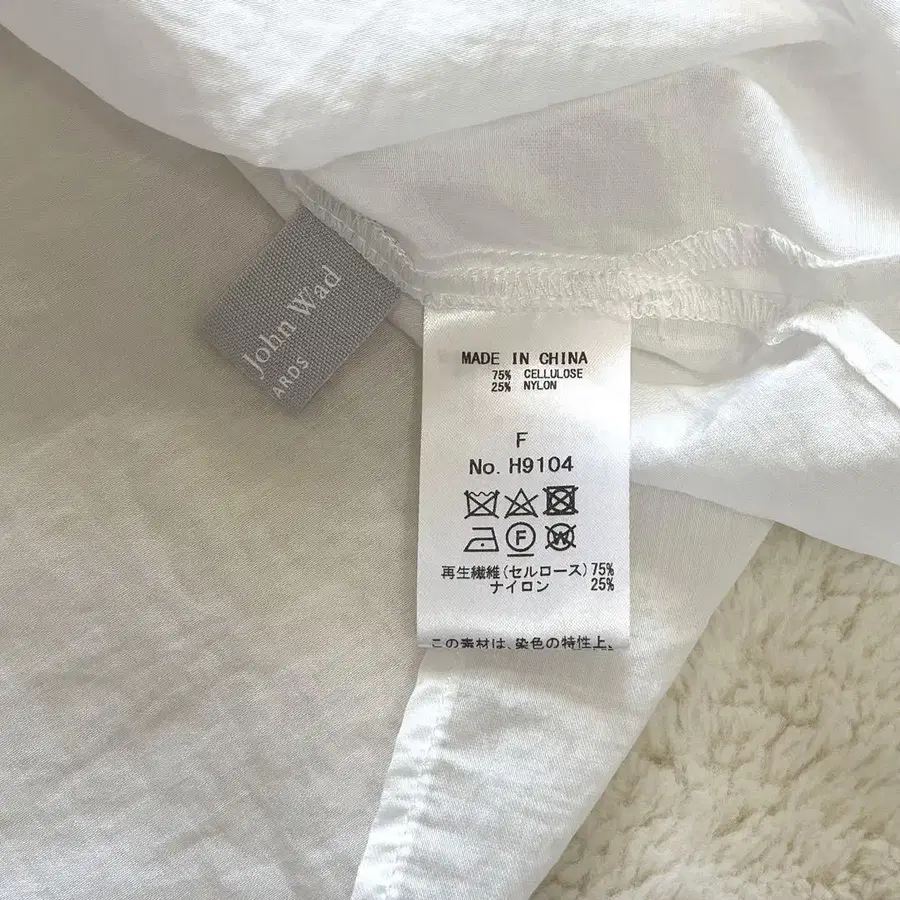 John Wad
ARDS
MADE IN CHINA
75% CELLULOSE
25% NYLON
F
No. H9104
F
W
再生繊維(セルロース)75%
ナイロン 25%
この素材は、染色の特性上、